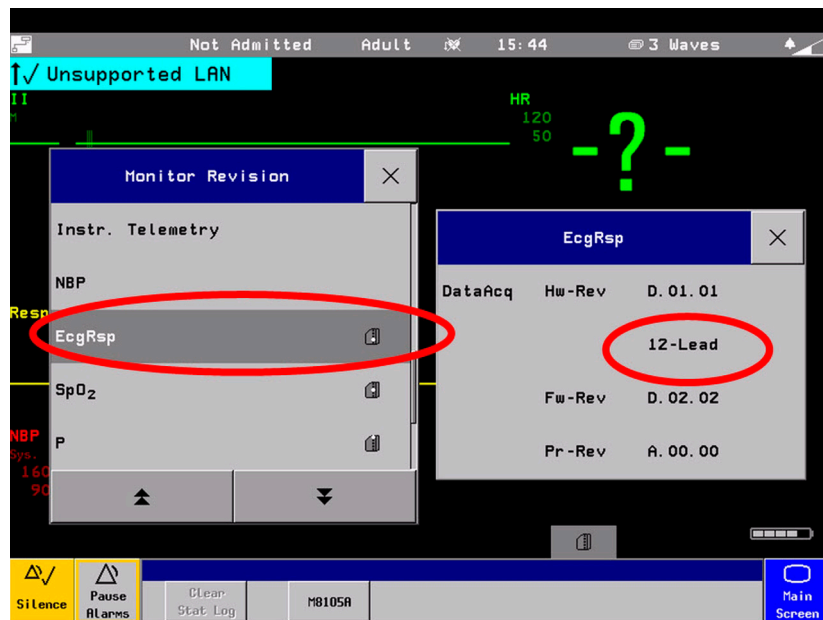 Not Admitted Adult 15:44 3 Waves
Unsupported LAN
II
M
HR
120
50
-?-
Monitor Revision
Instr. Telemetry
NBP
EcgRsp
SpO2
P
Resp
NBP
Sys.
160
90
EcgRsp
DataAcq Hw-Rev D.01.01
12-Lead
Fw-Rev D.02.02
Pr-Rev A.00.00
Silence
Pause
Alarms
Clear
Stat Log
M8105A
Main
Screen